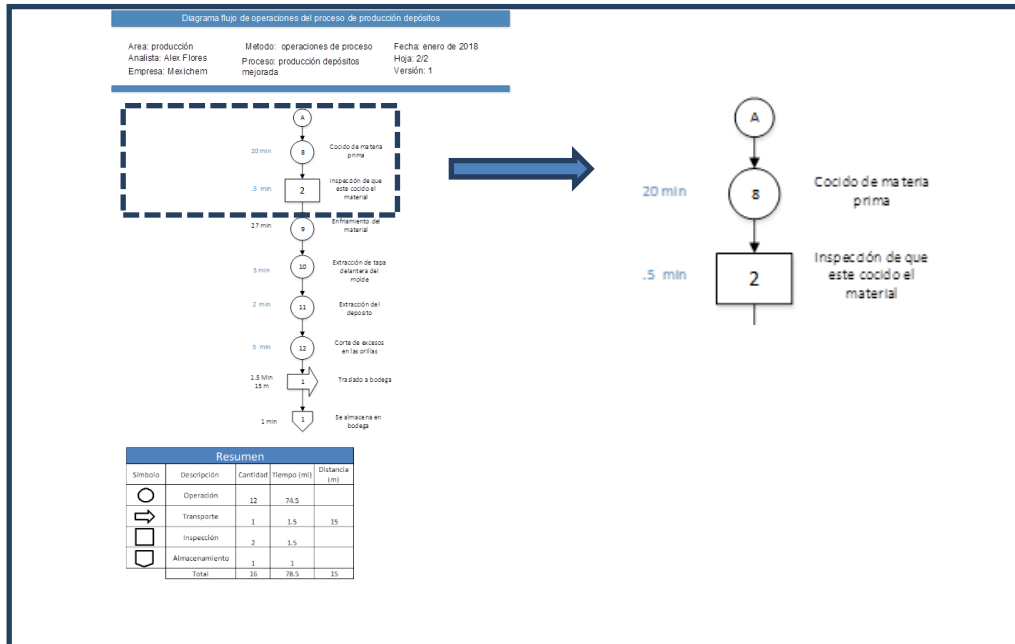 Diagrama flujo de operaciones del proceso de producción depósitos
Area: producción
Analista: Alex Flores
Empresa: Mexichem
Metodo: operaciones de proceso
Proceso: producción depósitos
mejorada
Fecha: enero de 2018
Hoja: 2/2
Versión: 1
A
20 min
8
Cocido de materia
prima
.5 min
2
Inspección de que
este cocido el
material
27 min
9
Enfriamiento del
material
3 min
10
Extracción de tapa
delantera del
molde
2 min
11
Extracción del
deposito
5 min
12
Corte de excesos
en las orillas
1.5 Min
15 m
1
Traslado a bodega
1 min
1
Se almacena en
bodega
A
20 min
8
Cocido de materia
prima
.5 min
2
Inspección de que
este cocido el
material
Resumen
Símbolo Descripción Cantidad Tiempo (mi) Distancia
(m)
Operación 12 74.5
Transporte 1 1.5 15
Inspección 2 1.5
Almacenamiento 1 1
Total 16 78.5 15